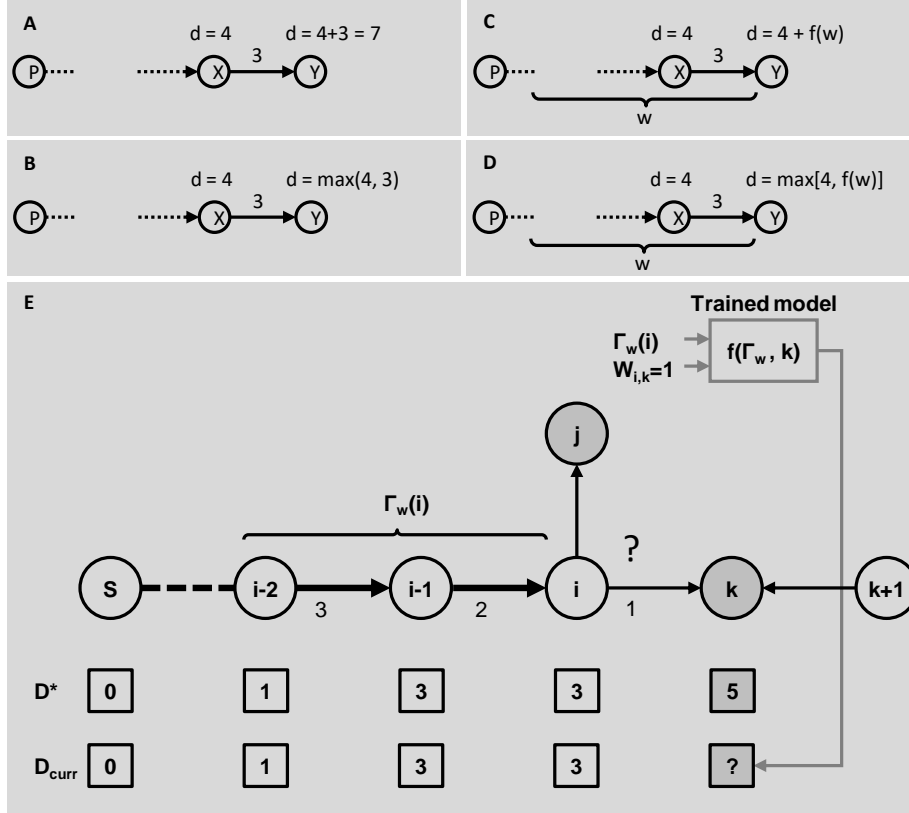 A
d = 4
d = 4+3 = 7
P
X
3
Y
C
d = 4
d = 4 + f(w)
P
X
3
Y
w
B
d = 4
d = max(4, 3)
P
X
3
Y
D
d = 4
d = max[4, f(w)]
P
X
3
Y
w
E
Trained model
Γw(i)
Wi,k=1
f(Γw , k)
j
Γw(i)
?
S
i-2
3
i-1
2
i
1
k
k+1
D* 0 1 3 3 5
Dcurr 0 1 3 3 ?